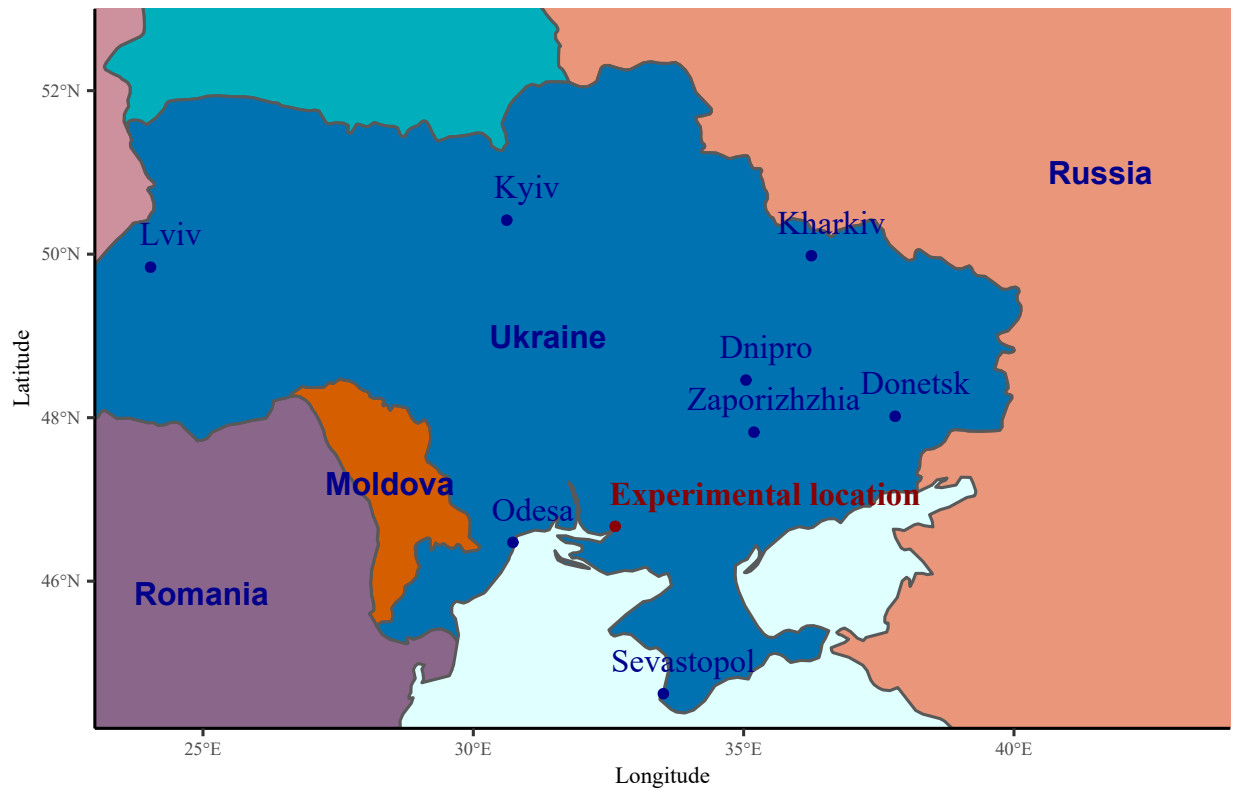 52°N
50°N
48°N
46°N
Latitude
Russia
Kyiv
Kharkiv
Lviv
Ukraine
Dnipro
Donetsk
Zaporizhzhia
Moldova
Experimental location
Odesa
Romania
Sevastopol
25°E
30°E
35°E
40°E
Longitude